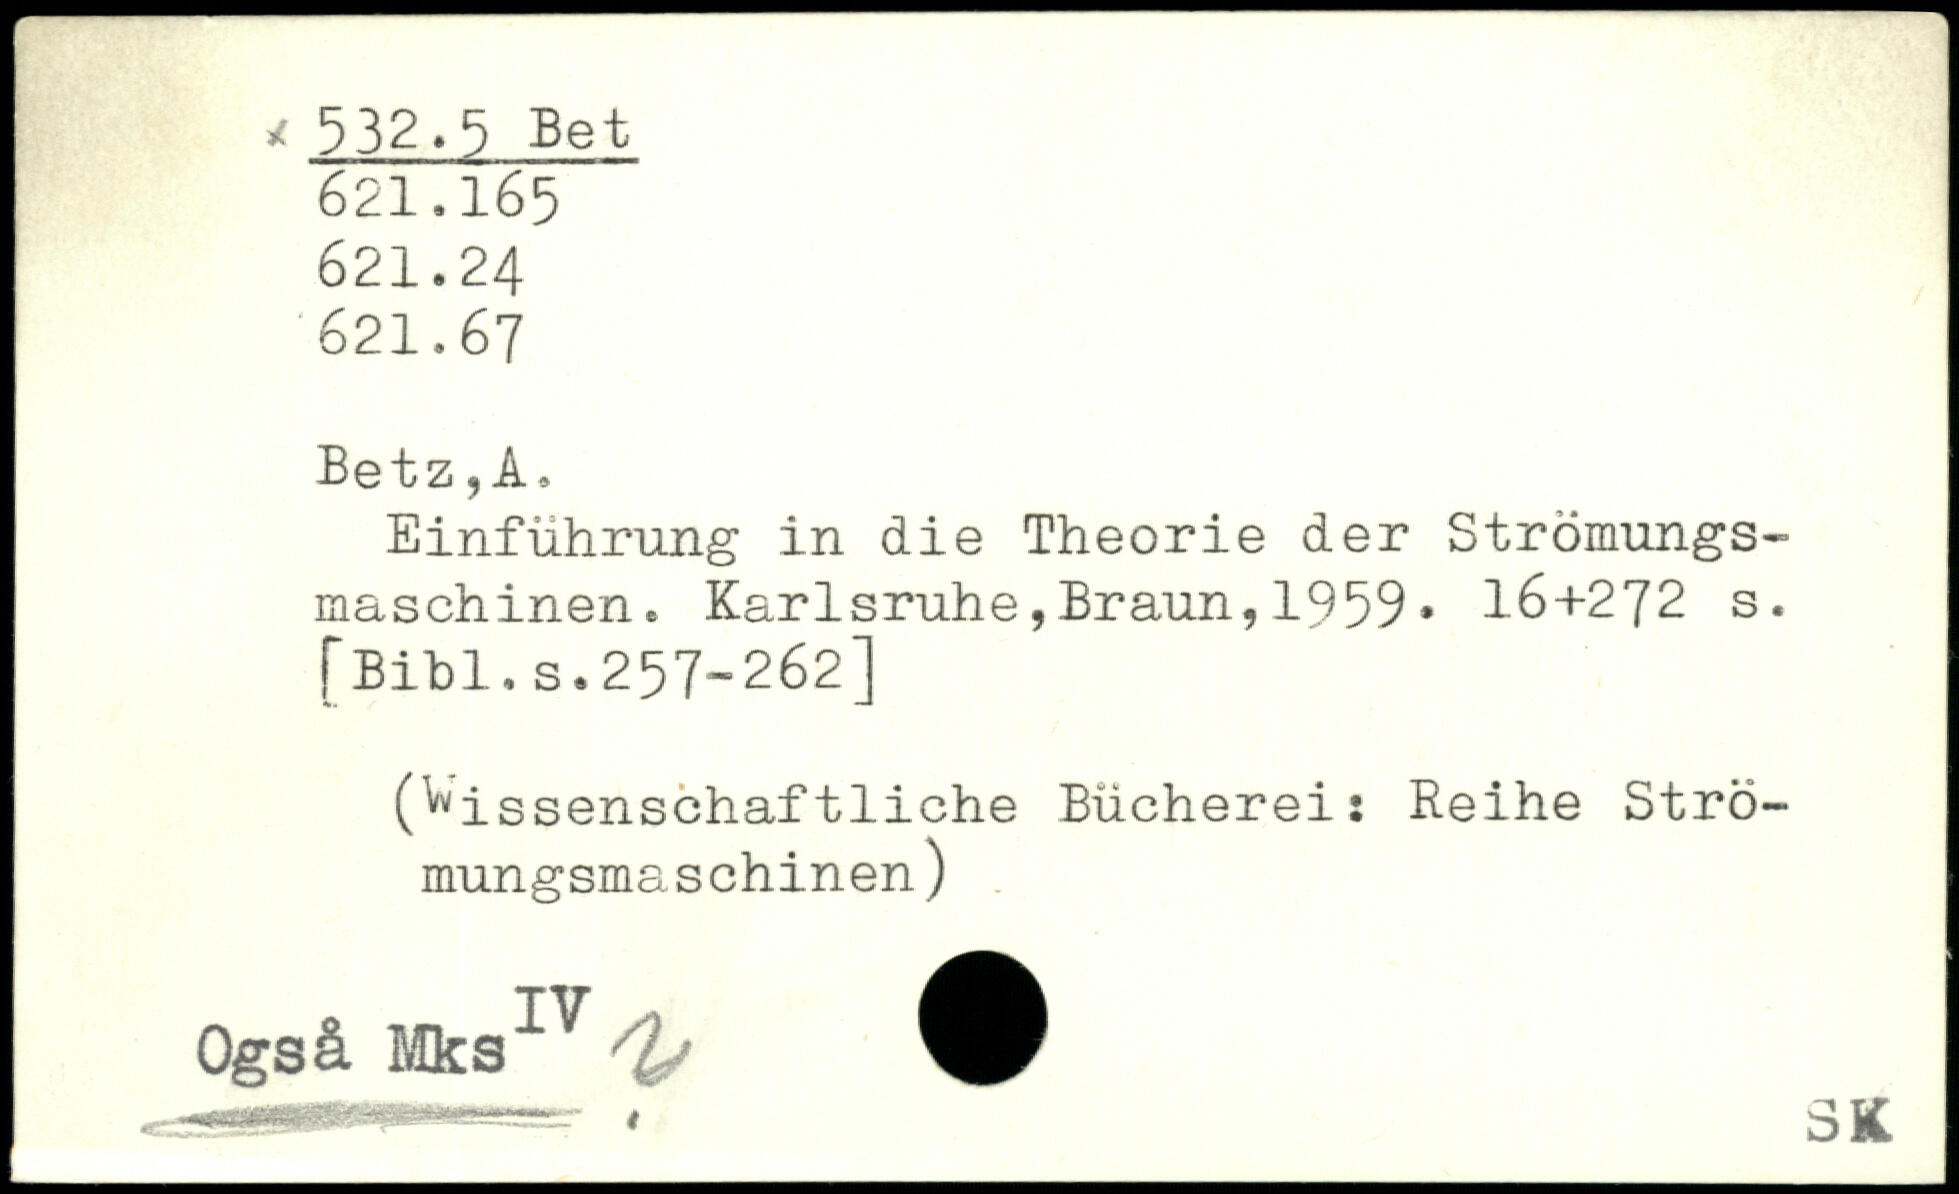 x 532.5 Bet
621.165
621.24
621.67
Betz,A.
Einführung in die Theorie der Strömungs-
maschinen. Karlsruhe,Braun,1959. 16+272 s.
[Bibl.s.257-262]
(Wissenschaftliche Bücherei: Reihe Strö-
mungsmaschinen)
Også Mks IV ?
SK